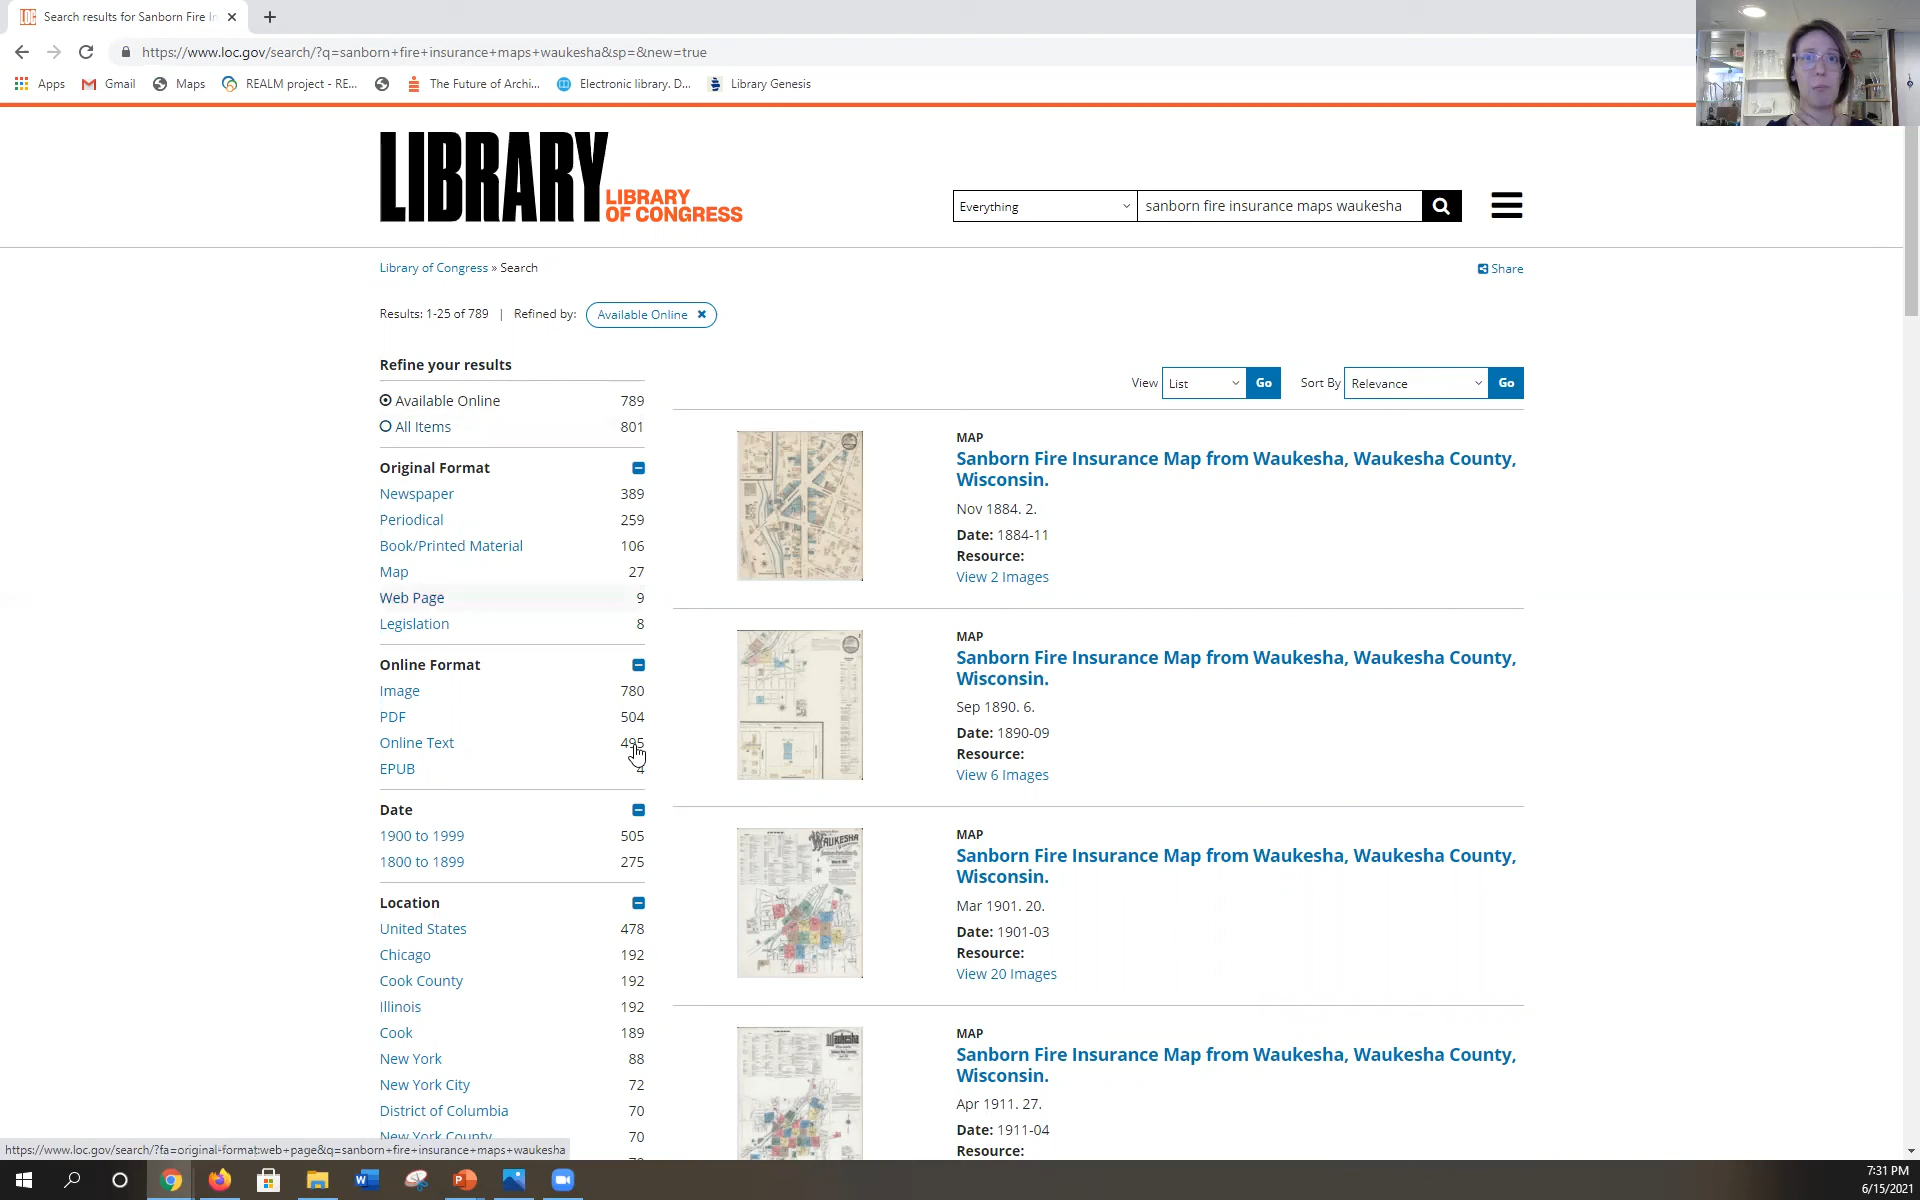 Search results for Sanborn Fire In
https://www.loc.gov/search/?q=sanborn+fire+insurance+maps+waukesha&sp=&new=true
Apps Gmail Maps REALM project - RE... The Future of Archi... Electronic library. D... Library Genesis
LIBRARY LIBRARY OF CONGRESS
Everything sanborn fire insurance maps waukesha
Library of Congress » Search Share
Results: 1-25 of 789 | Refined by: Available Online
Refine your results
View List Go Sort By Relevance Go
Available Online 789
All Items 801
Original Format
Newspaper 389
Periodical 259
Book/Printed Material 106
Map 27
Web Page 9
Legislation 8
Online Format
Image 780
PDF 504
Online Text 495
EPUB 4
Date
1900 to 1999 505
1800 to 1899 275
Location
United States 478
Chicago 192
Cook County 192
Illinois 192
Cook 189
New York 88
New York City 72
District of Columbia 70
New York County 70
MAP
Sanborn Fire Insurance Map from Waukesha, Waukesha County,
Wisconsin.
Nov 1884. 2.
Date: 1884-11
Resource:
View 2 Images
MAP
Sanborn Fire Insurance Map from Waukesha, Waukesha County,
Wisconsin.
Sep 1890. 6.
Date: 1890-09
Resource:
View 6 Images
WAUKESHA
MAP
Sanborn Fire Insurance Map from Waukesha, Waukesha County,
Wisconsin.
Mar 1901. 20.
Date: 1901-03
Resource:
View 20 Images
Waukesha
MAP
Sanborn Fire Insurance Map from Waukesha, Waukesha County,
Wisconsin.
Apr 1911. 27.
Date: 1911-04
Resource:
https://www.loc.gov/search/?fa=original-format:web+page&q=sanborn+fire+insurance+maps+waukesha
7:31 PM
6/15/2021